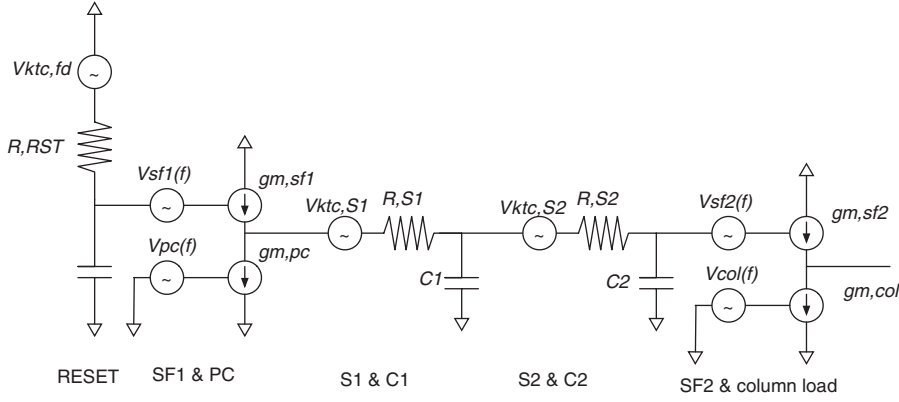 Vktc,fd
R,RST
Vsf1(f)
gm,sf1
Vpc(f)
gm,pc
Vktc,S1
R,S1
C1
Vktc,S2
R,S2
C2
Vsf2(f)
gm,sf2
Vcol(f)
gm,col
RESET
SF1 & PC
S1 & C1
S2 & C2
SF2 & column load
~
~
~
~
~
~
~